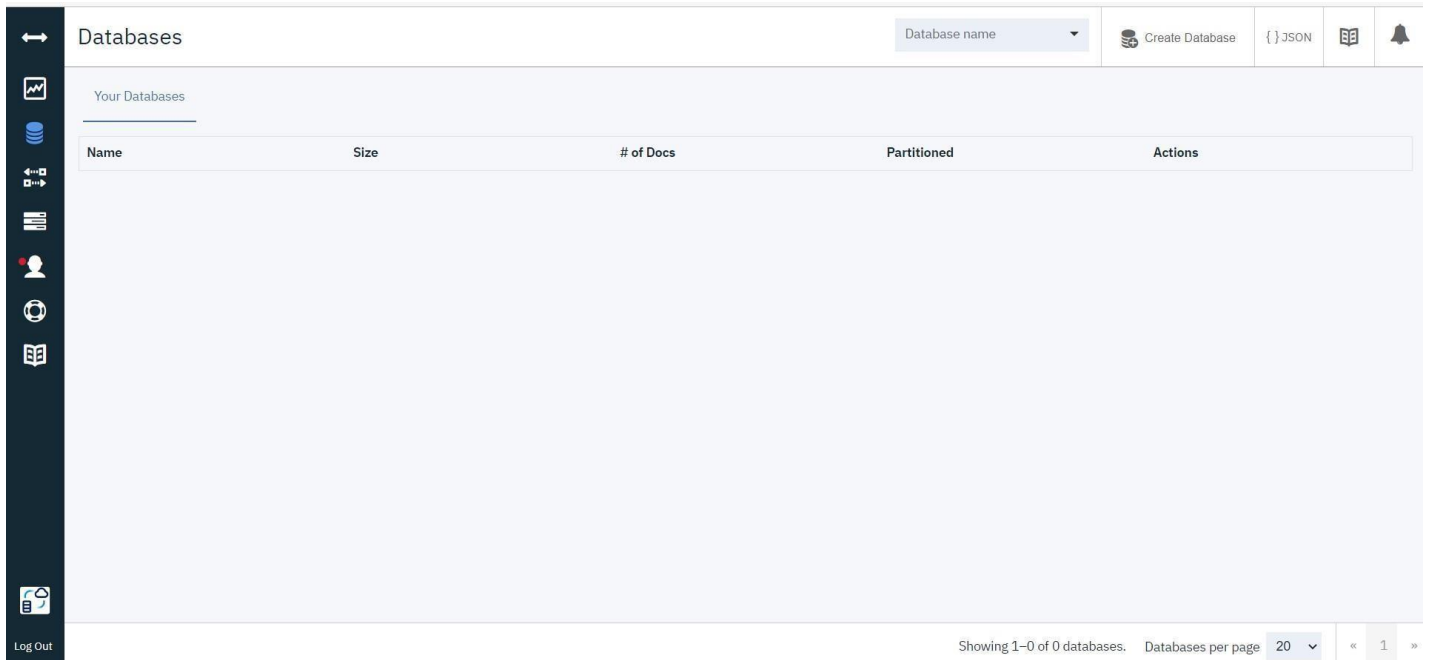 Databases
Database name
Create Database
{ } JSON
Your Databases
Name Size # of Docs Partitioned Actions
Log Out
Showing 1–0 of 0 databases. Databases per page 20 « 1 »